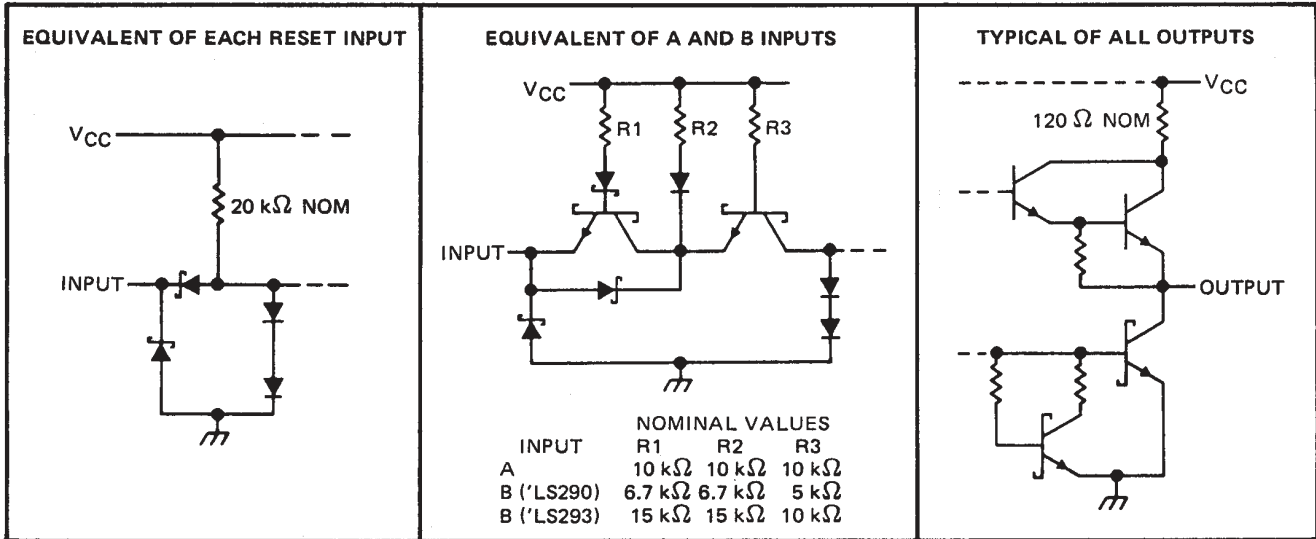 EQUIVALENT OF EACH RESET INPUT
VCC
20 kΩ NOM
INPUT
EQUIVALENT OF A AND B INPUTS
VCC
R1 R2 R3
INPUT
NOMINAL VALUES
INPUT R1 R2 R3
A 10 kΩ 10 kΩ 10 kΩ
B ('LS290) 6.7 kΩ 6.7 kΩ 5 kΩ
B ('LS293) 15 kΩ 15 kΩ 10 kΩ
TYPICAL OF ALL OUTPUTS
VCC
120 Ω NOM
OUTPUT